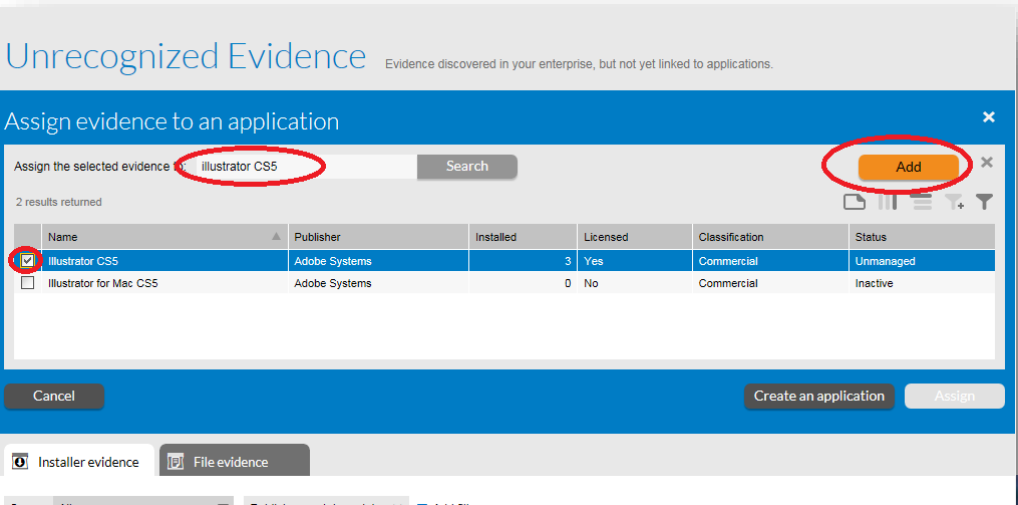 Unrecognized Evidence Evidence discovered in your enterprise, but not yet linked to applications.
Assign evidence to an application
Assign the selected evidence to: illustrator CS5 Search Add
2 results returned
Name Publisher Installed Licensed Classification Status
Illustrator CS5 Adobe Systems 3 Yes Commercial Unmanaged
Illustrator for Mac CS5 Adobe Systems 0 No Commercial Inactive
Cancel Create an application Assign
Installer evidence File evidence